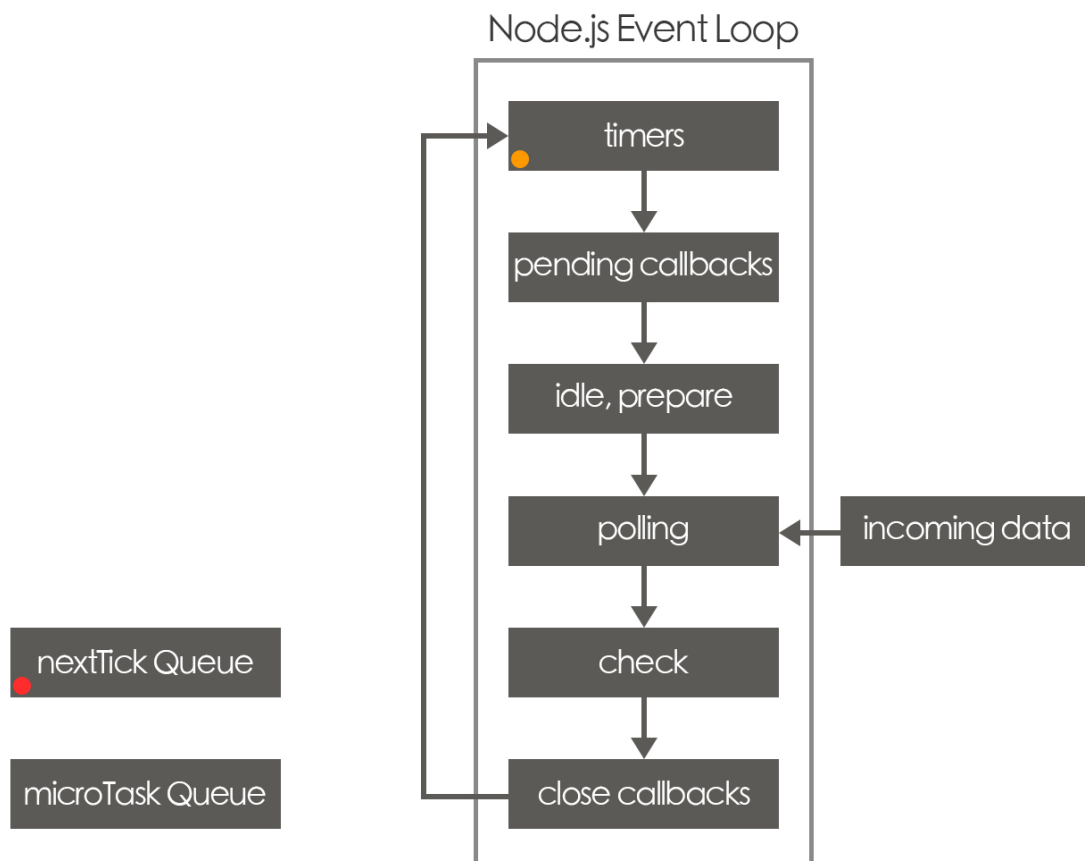 Node.js Event Loop
timers
pending callbacks
idle, prepare
polling
incoming data
check
close callbacks
nextTick Queue
microTask Queue